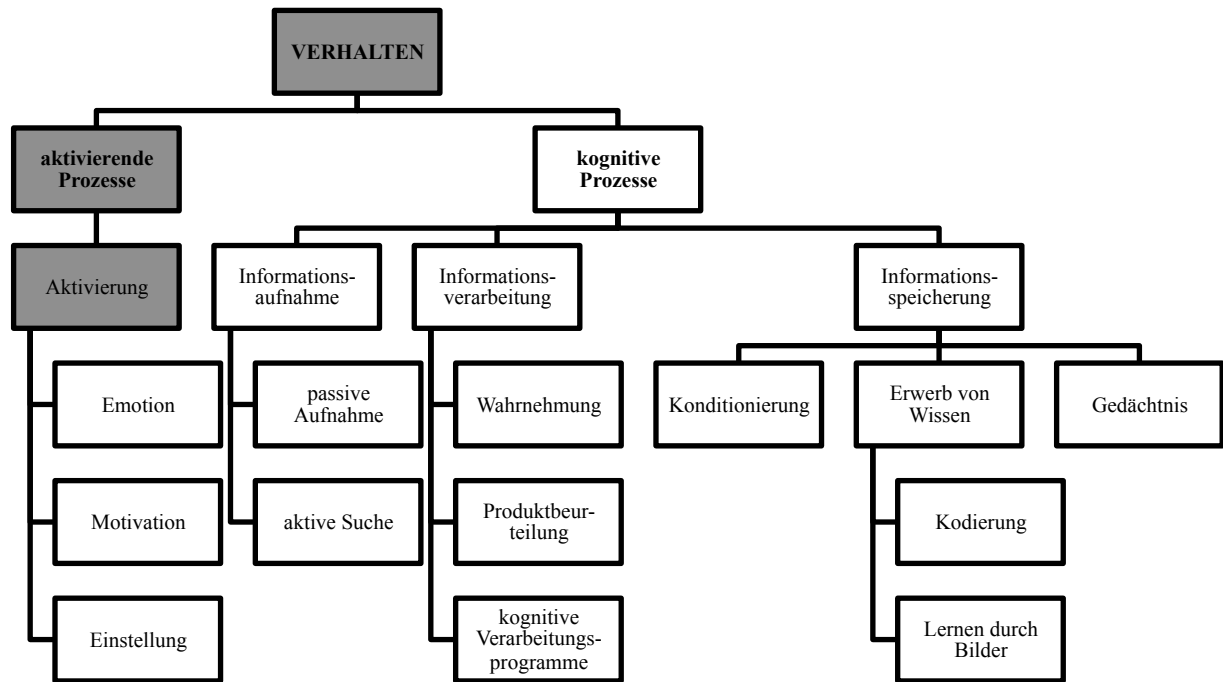 VERHALTEN
aktivierende
Prozesse
kognitive
Prozesse
Aktivierung
Informations-
aufnahme
Informations-
verarbeitung
Informations-
speicherung
Emotion
passive
Aufnahme
Wahrnehmung
Konditionierung
Erwerb von
Wissen
Gedächtnis
Motivation
aktive Suche
Produktbeur-
teilung
Kodierung
Einstellung
kognitive
Verarbeitungs-
programme
Lernen durch
Bilder